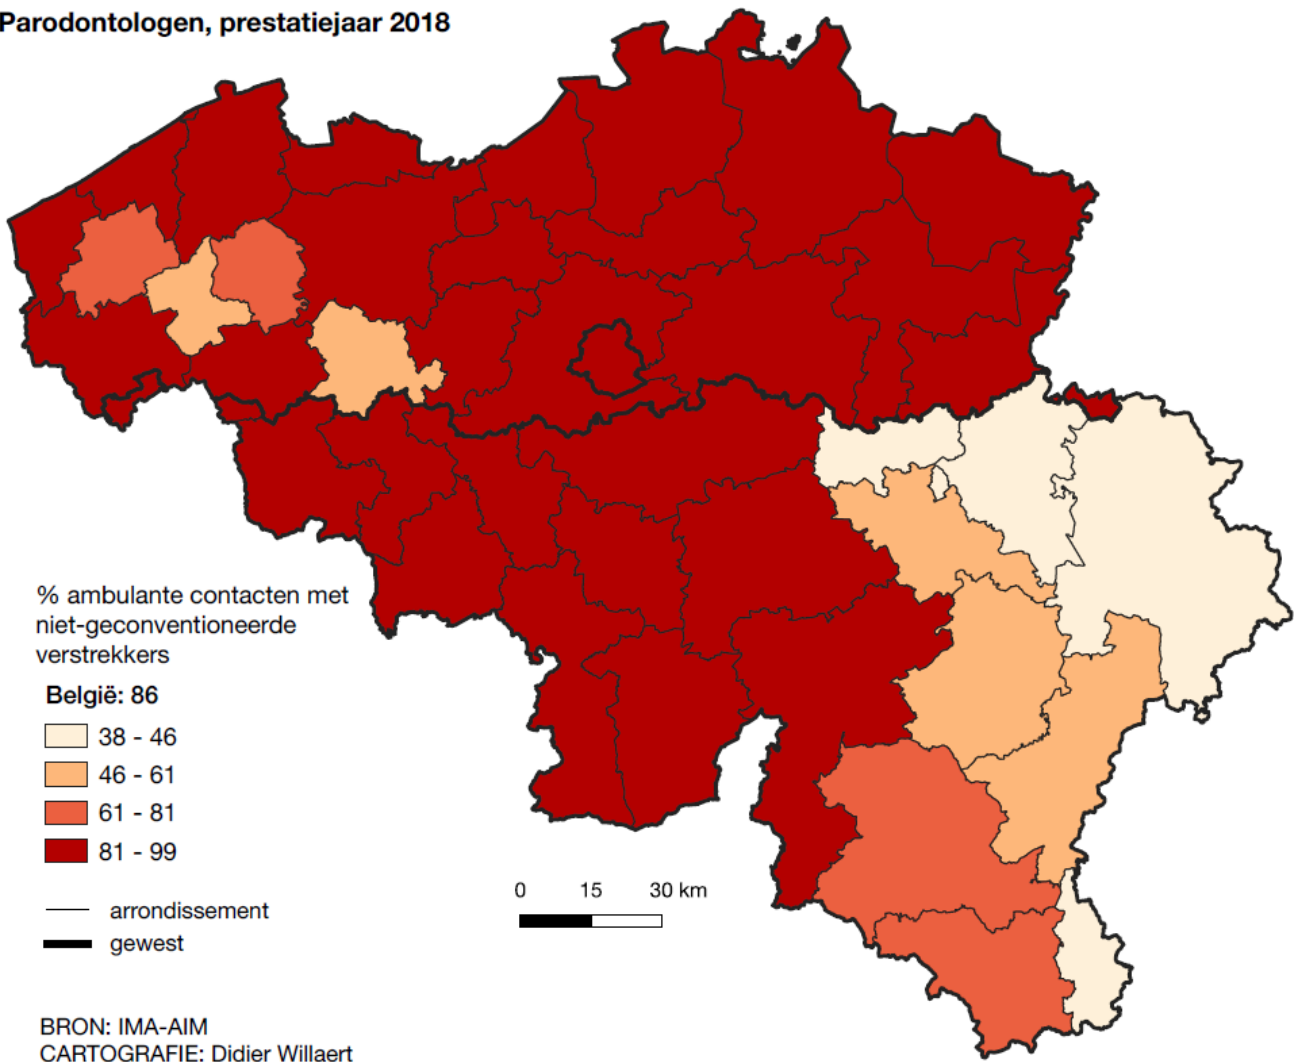 Parodontologen, prestatiejaar 2018
% ambulante contacten met
niet-geconventioneerde
verstrekkers
België: 86
38 - 46
46 - 61
61 - 81
81 - 99
arrondissement
gewest
0 15 30 km
BRON: IMA-AIM
CARTOGRAFIE: Didier Willaert